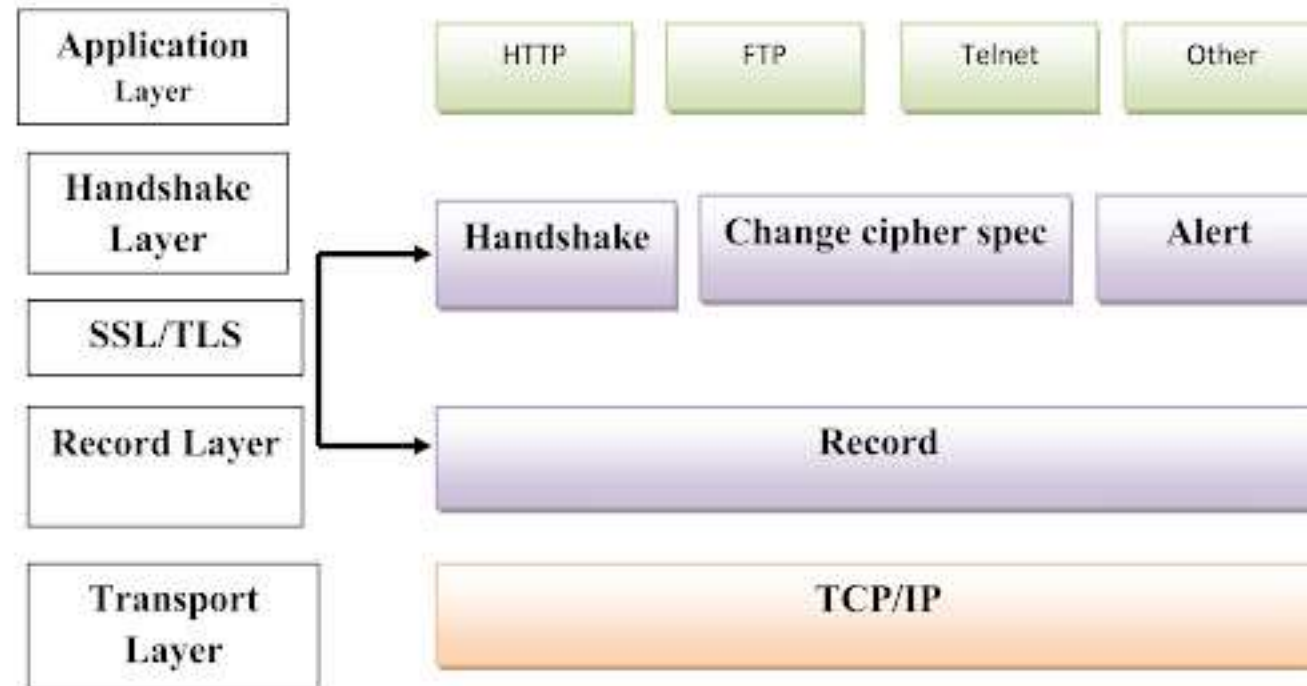 Application
Layer
HTTP
FTP
Telnet
Other
Handshake
Layer
Handshake
Change cipher spec
Alert
SSL/TLS
Record Layer
Record
Transport
Layer
TCP/IP